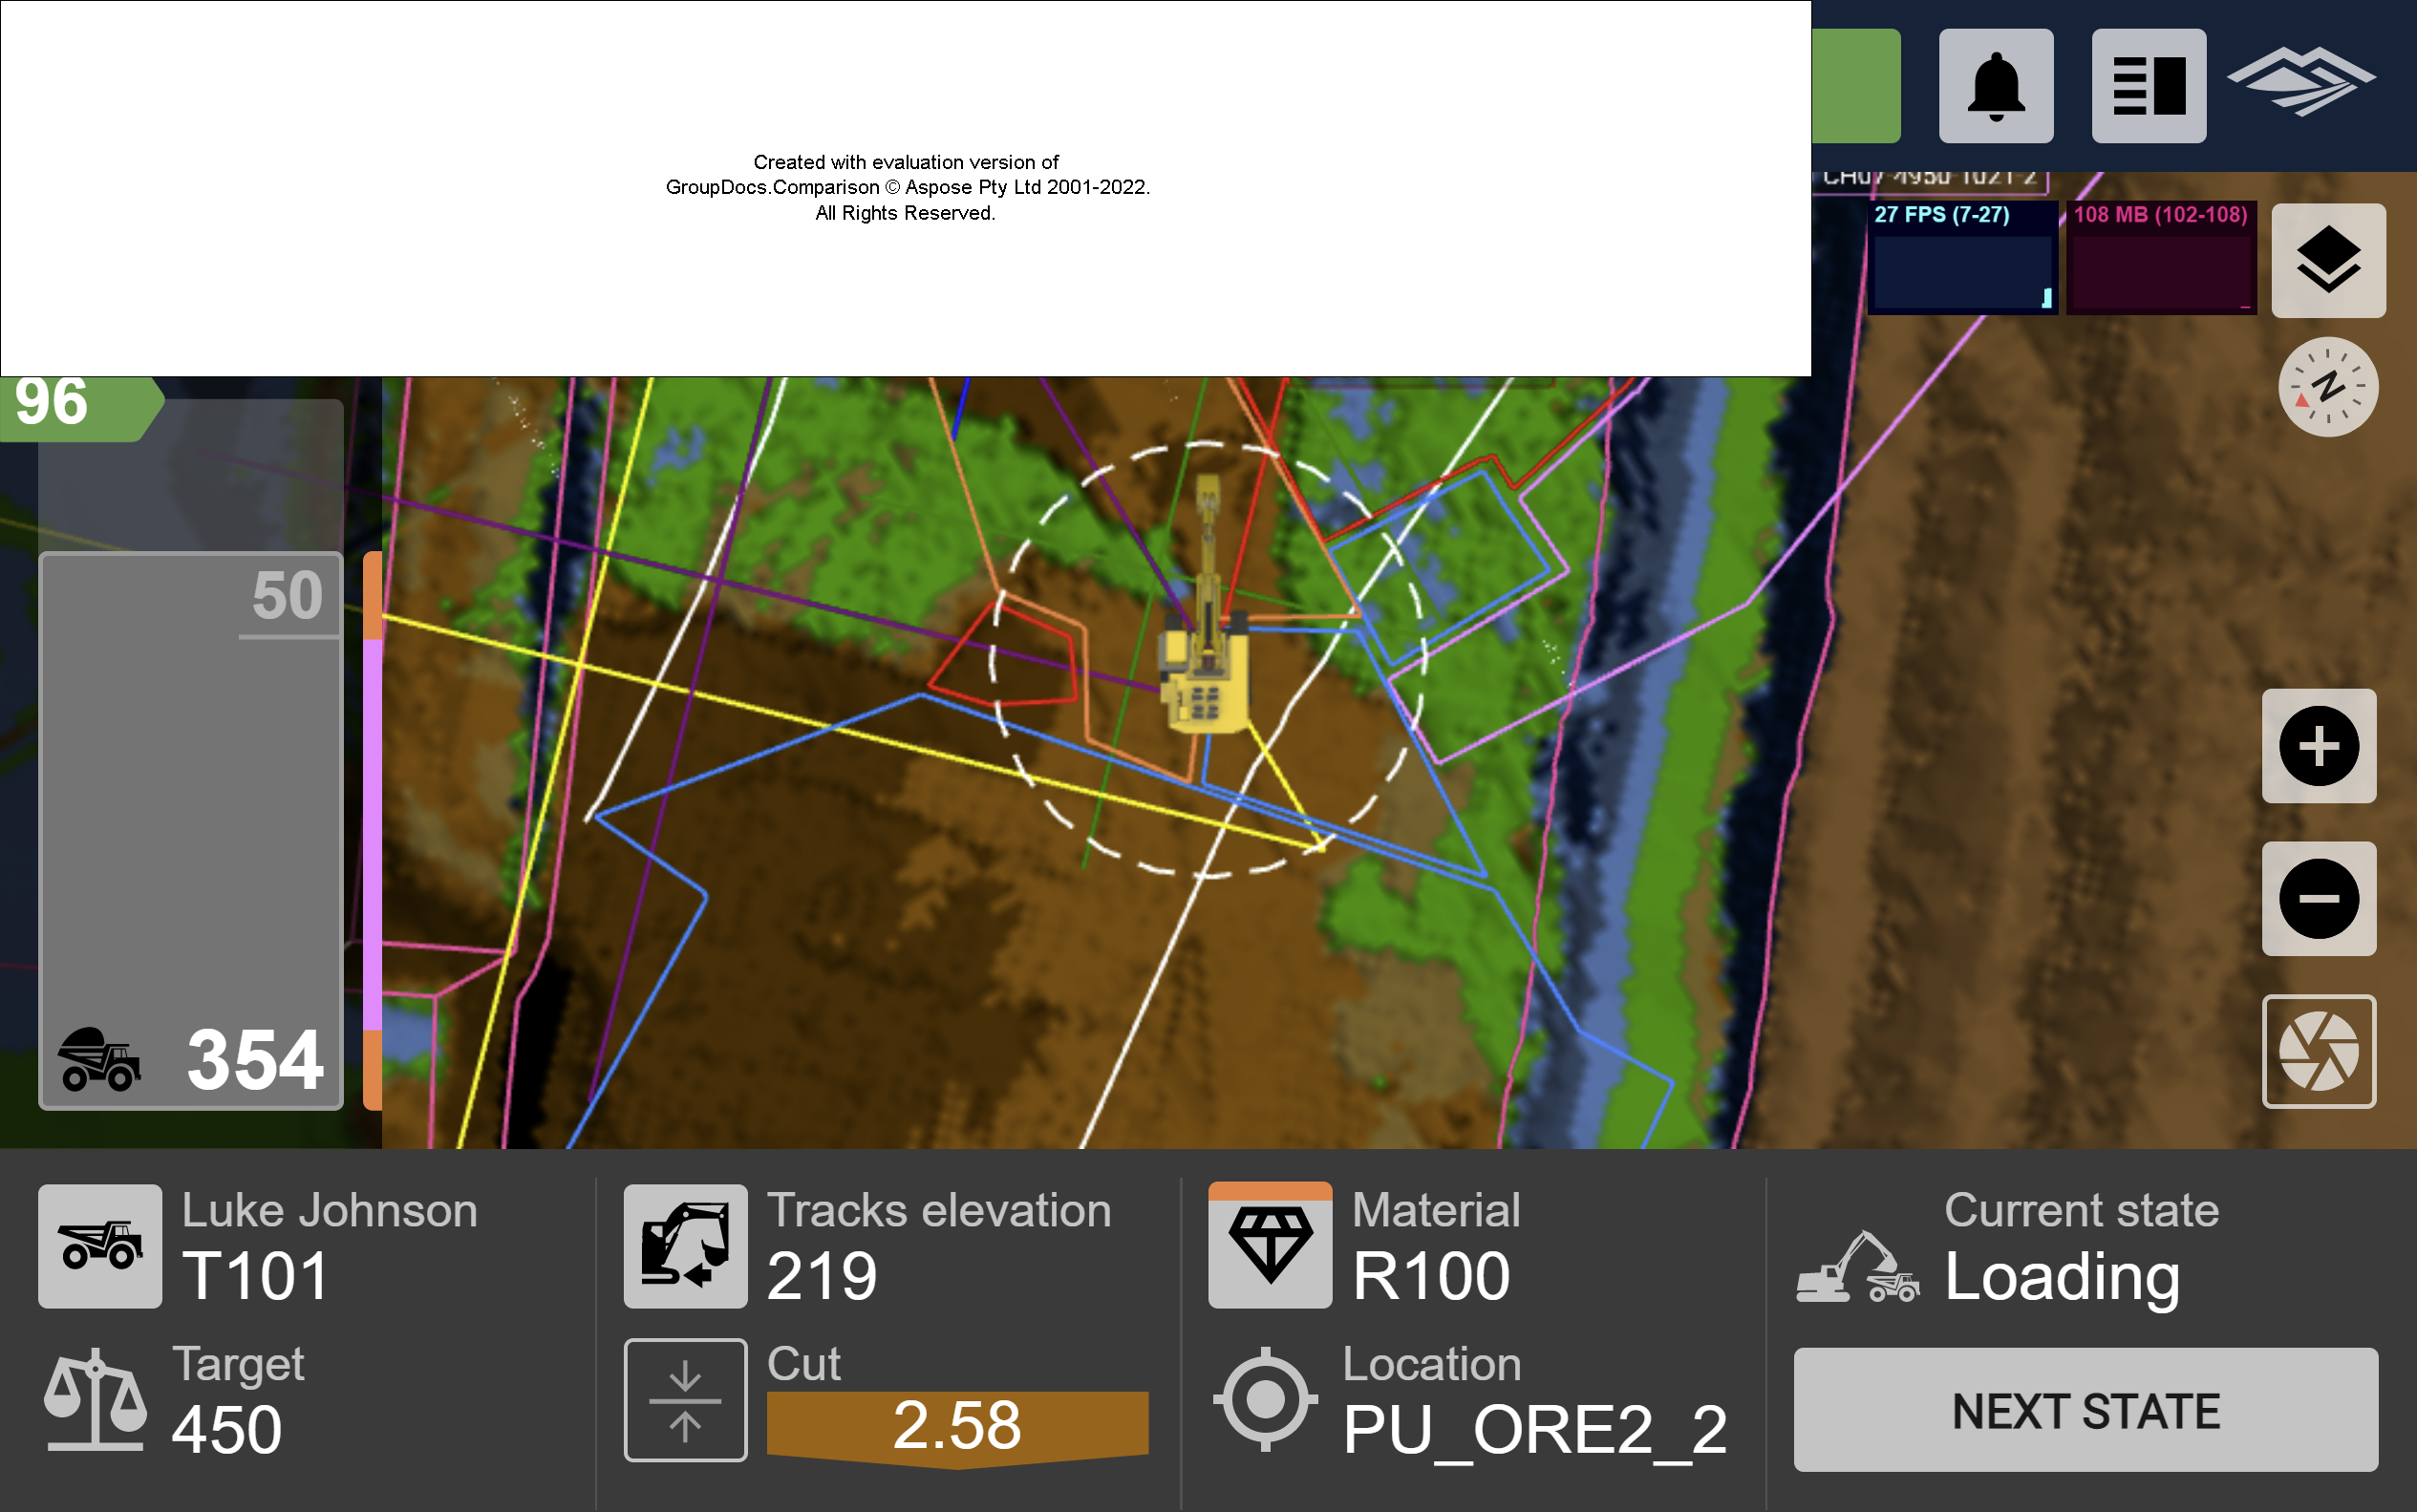 Created with evaluation version of
GroupDocs.Comparison © Aspose Pty Ltd 2001-2022.
All Rights Reserved.
27 FPS (7-27)
108 MB (102-108)
N
96
50
354
Luke Johnson
T101
Target
450
Tracks elevation
219
Cut
2.58
Material
R100
Location
PU_ORE2_2
Current state
Loading
NEXT STATE